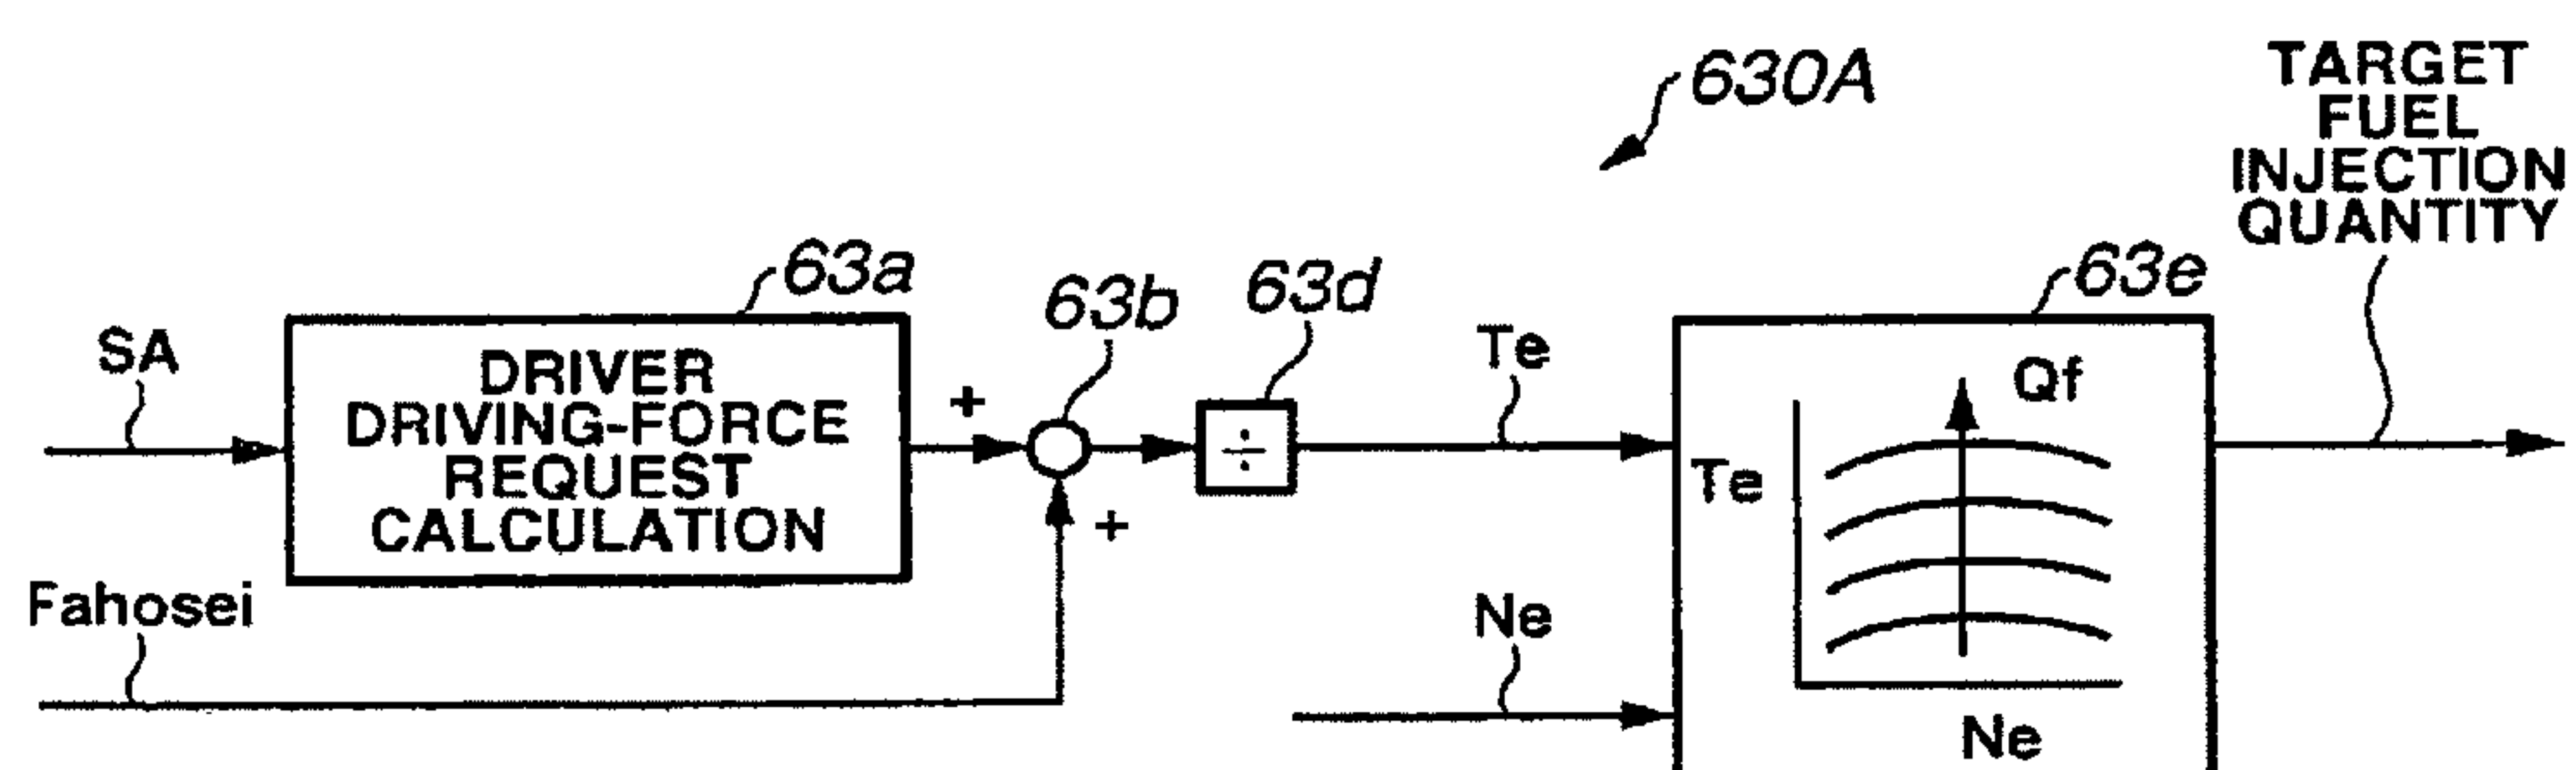 630A
TARGET
FUEL
INJECTION
QUANTITY
63a
63b
63d
63e
SA
DRIVER
DRIVING-FORCE
REQUEST
CALCULATION
+
+
÷
Te
Te
Qf
Ne
Fahosei
Ne